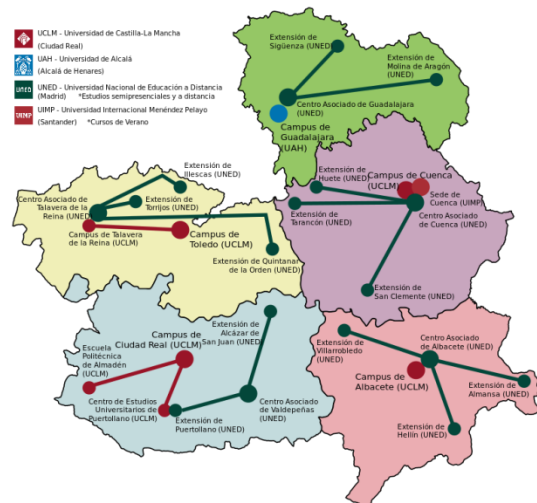 UCLM - Universidad de Castilla-La Mancha
(Ciudad Real)
UAH - Universidad de Alcalá
(Alcalá de Henares)
UNED
UNED - Universidad Nacional de Educación a Distancia
(Madrid) *Estudios semipresenciales y a distancia
UIMP
UIMP - Universidad Internacional Menéndez Pelayo
(Santander) *Cursos de Verano
Extensión de
Sigüenza (UNED)
Extensión de
Molina de Aragón
(UNED)
Centro Asociado de Guadalajara
(UNED)
Campus de
Guadalajara
(UAH)
Extensión de
Illescas (UNED)
Centro Asociado de
Talavera de la
Reina (UNED)
Extensión de
Torrijos (UNED)
Campus de Talavera
de la Reina (UCLM)
Campus de
Toledo (UCLM)
Extensión de Quintanar
de la Orden (UNED)
Extensión de
Huete (UNED)
Campus de Cuenca
(UCLM)
Sede de
Cuenca (UIMP)
Extensión de
Tarancón (UNED)
Centro Asociado de
Cuenca (UNED)
Extensión de
San Clemente (UNED)
Campus de
Ciudad Real (UCLM)
Extensión de
Alcázar de
San Juan (UNED)
Escuela
Politécnica
de Almadén
(UCLM)
Centro de Estudios
Universitarios de
Puertollano (UCLM)
Extensión de
Puertollano (UNED)
Centro Asociado
de Valdepeñas
(UNED)
Extensión de
Villarrobledo (UNED)
Centro Asociado
de Albacete (UNED)
Campus de
Albacete (UCLM)
Extensión de
Almansa (UNED)
Extensión de
Hellín (UNED)